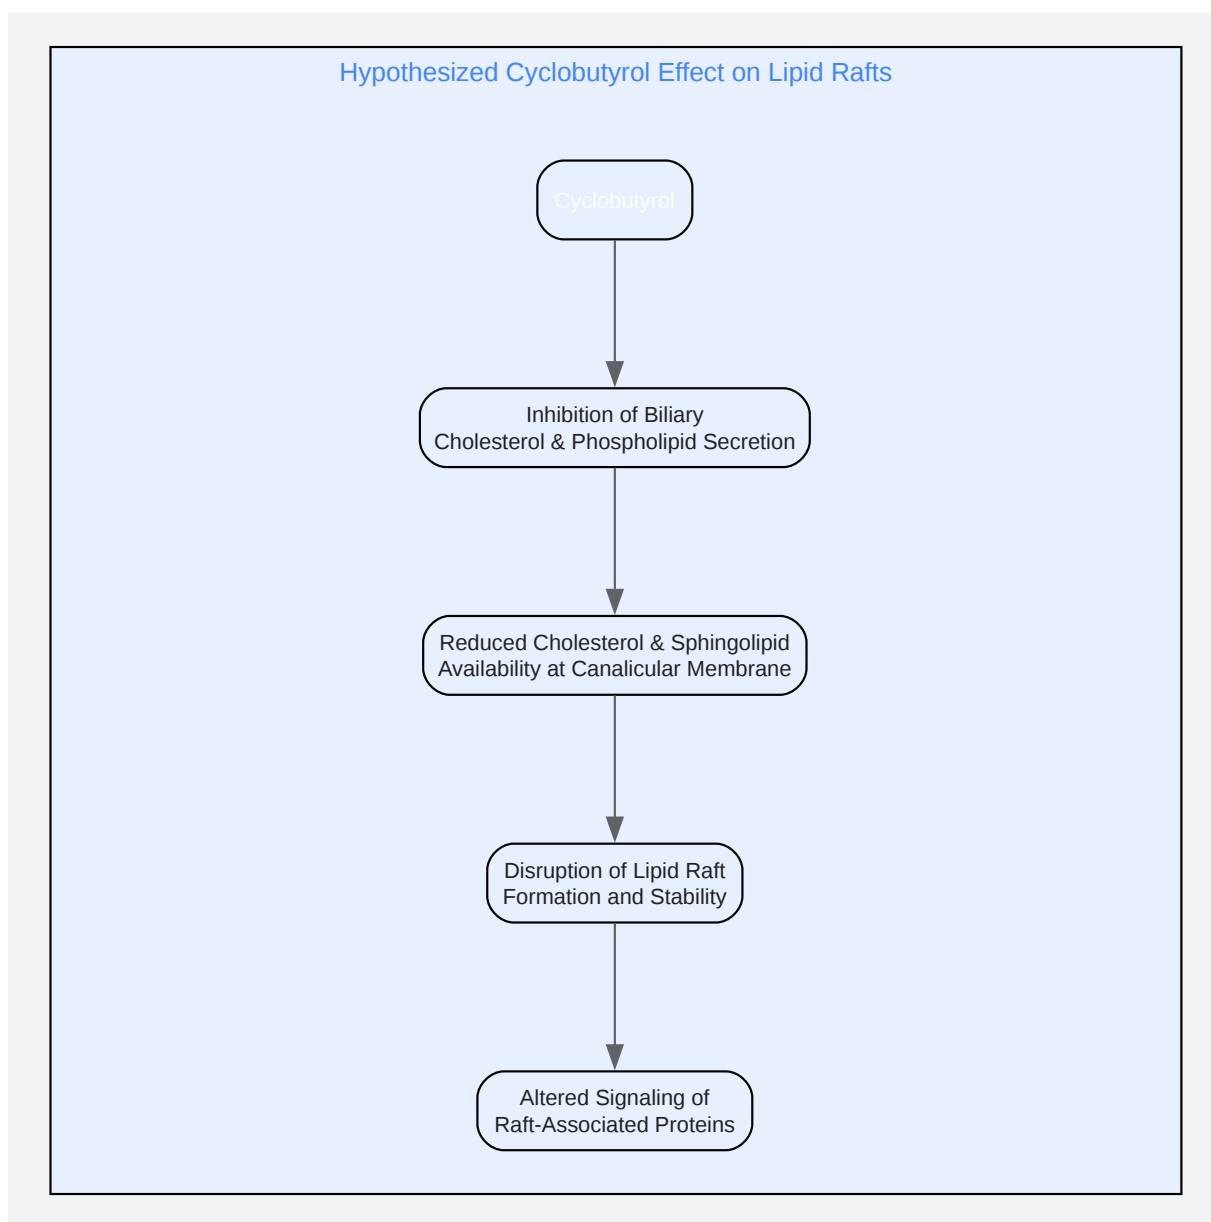 Hypothesized Cyclobutyrol Effect on Lipid Rafts
Cyclobutyrol
Inhibition of Biliary
Cholesterol & Phospholipid Secretion
Reduced Cholesterol & Sphingolipid
Availability at Canalicular Membrane
Disruption of Lipid Raft
Formation and Stability
Altered Signaling of
Raft-Associated Proteins